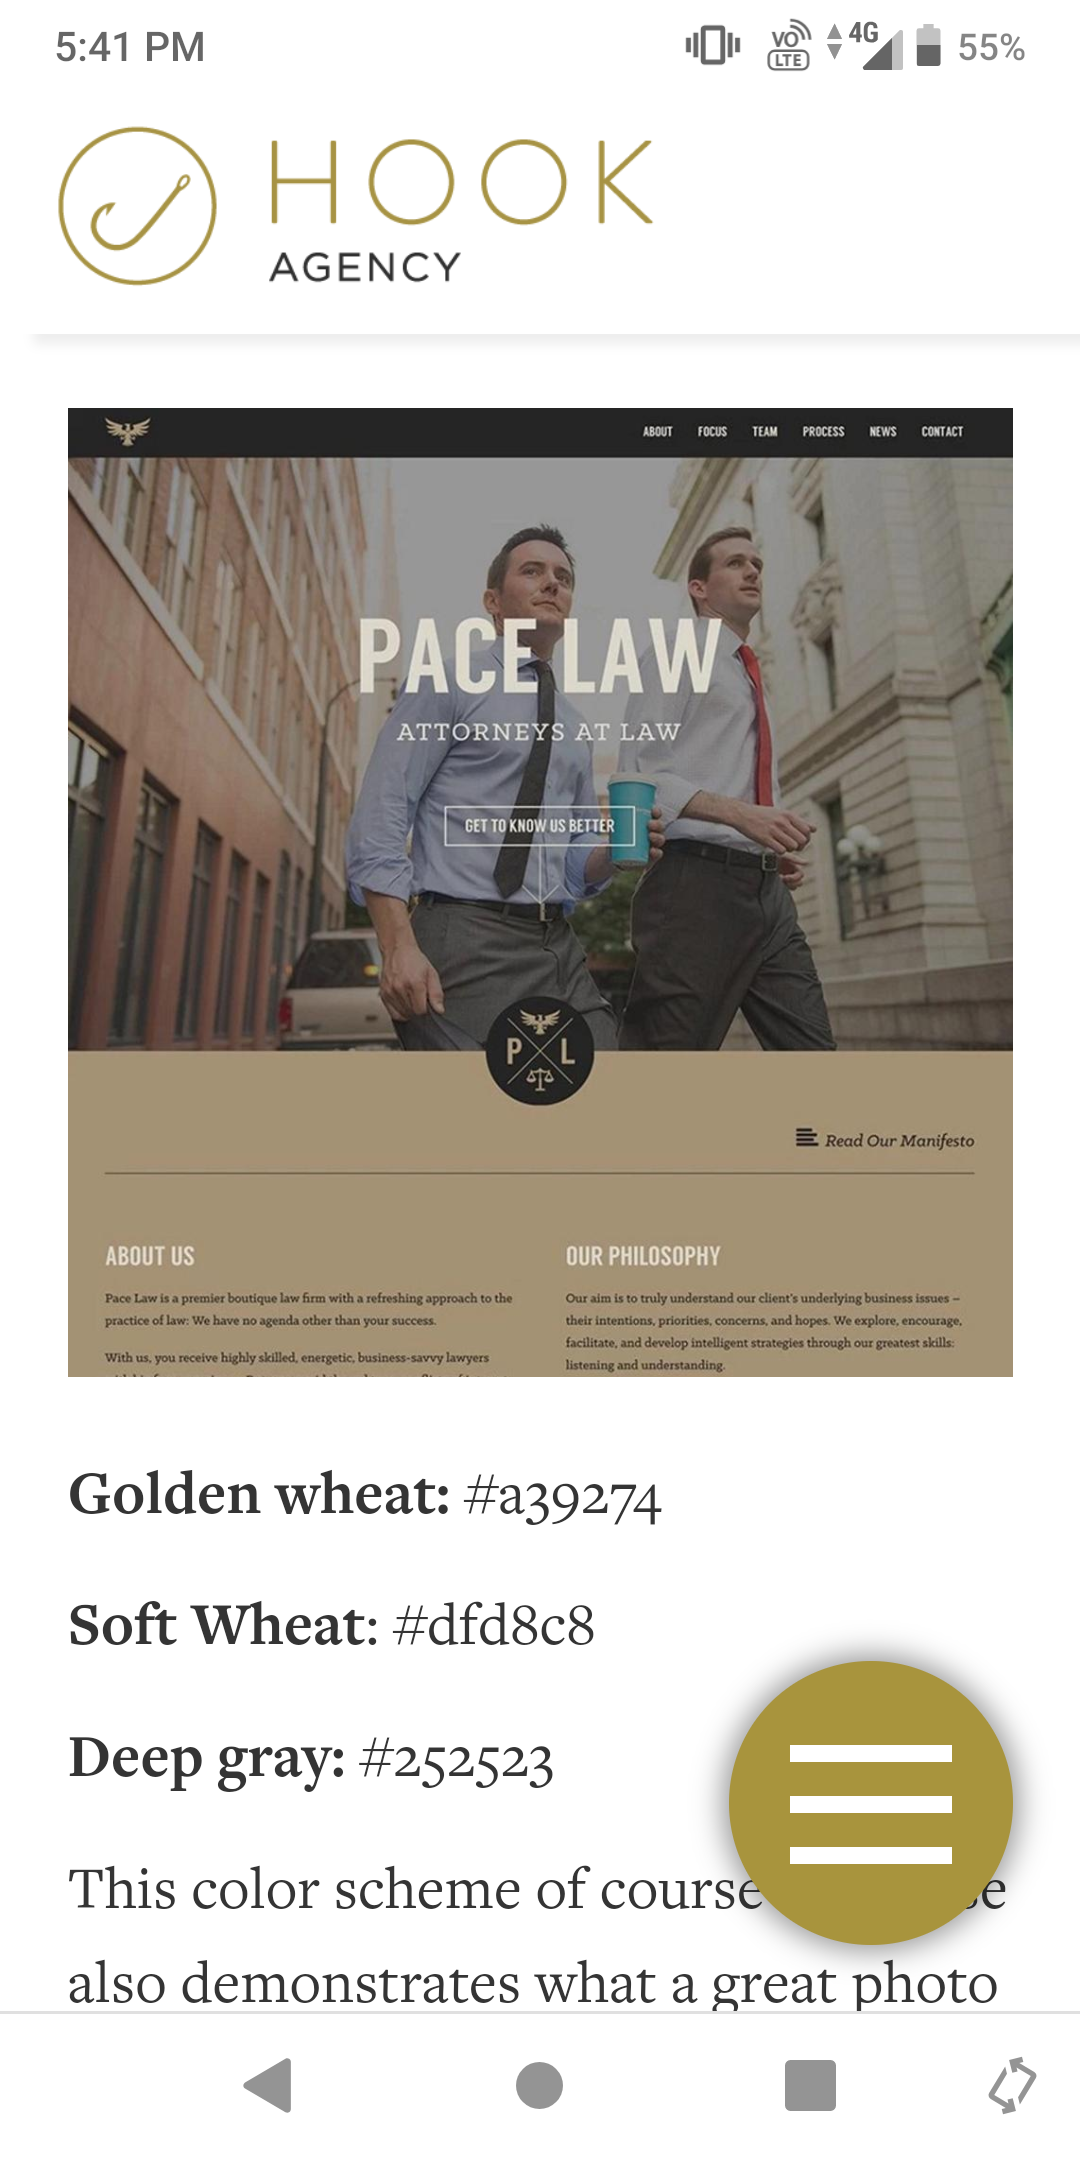 5:41 PM
VO LTE 4G 55%
HOOK
AGENCY
ABOUT FOCUS TEAM PROCESS NEWS CONTACT
PACE LAW
ATTORNEYS AT LAW
GET TO KNOW US BETTER
P L
Read Our Manifesto
ABOUT US
Pace Law is a premier boutique law firm with a refreshing approach to the
practice of law: We have no agenda other than your success.
With us, you receive highly skilled, energetic, business-savvy lawyers
OUR PHILOSOPHY
Our aim is to truly understand our client's underlying business issues –
their intentions, priorities, concerns, and hopes. We explore, encourage,
facilitate, and develop intelligent strategies through our greatest skills:
listening and understanding.
Golden wheat: #a39274
Soft Wheat: #dfd8c8
Deep gray: #252523
This color scheme of course
also demonstrates what a great photo